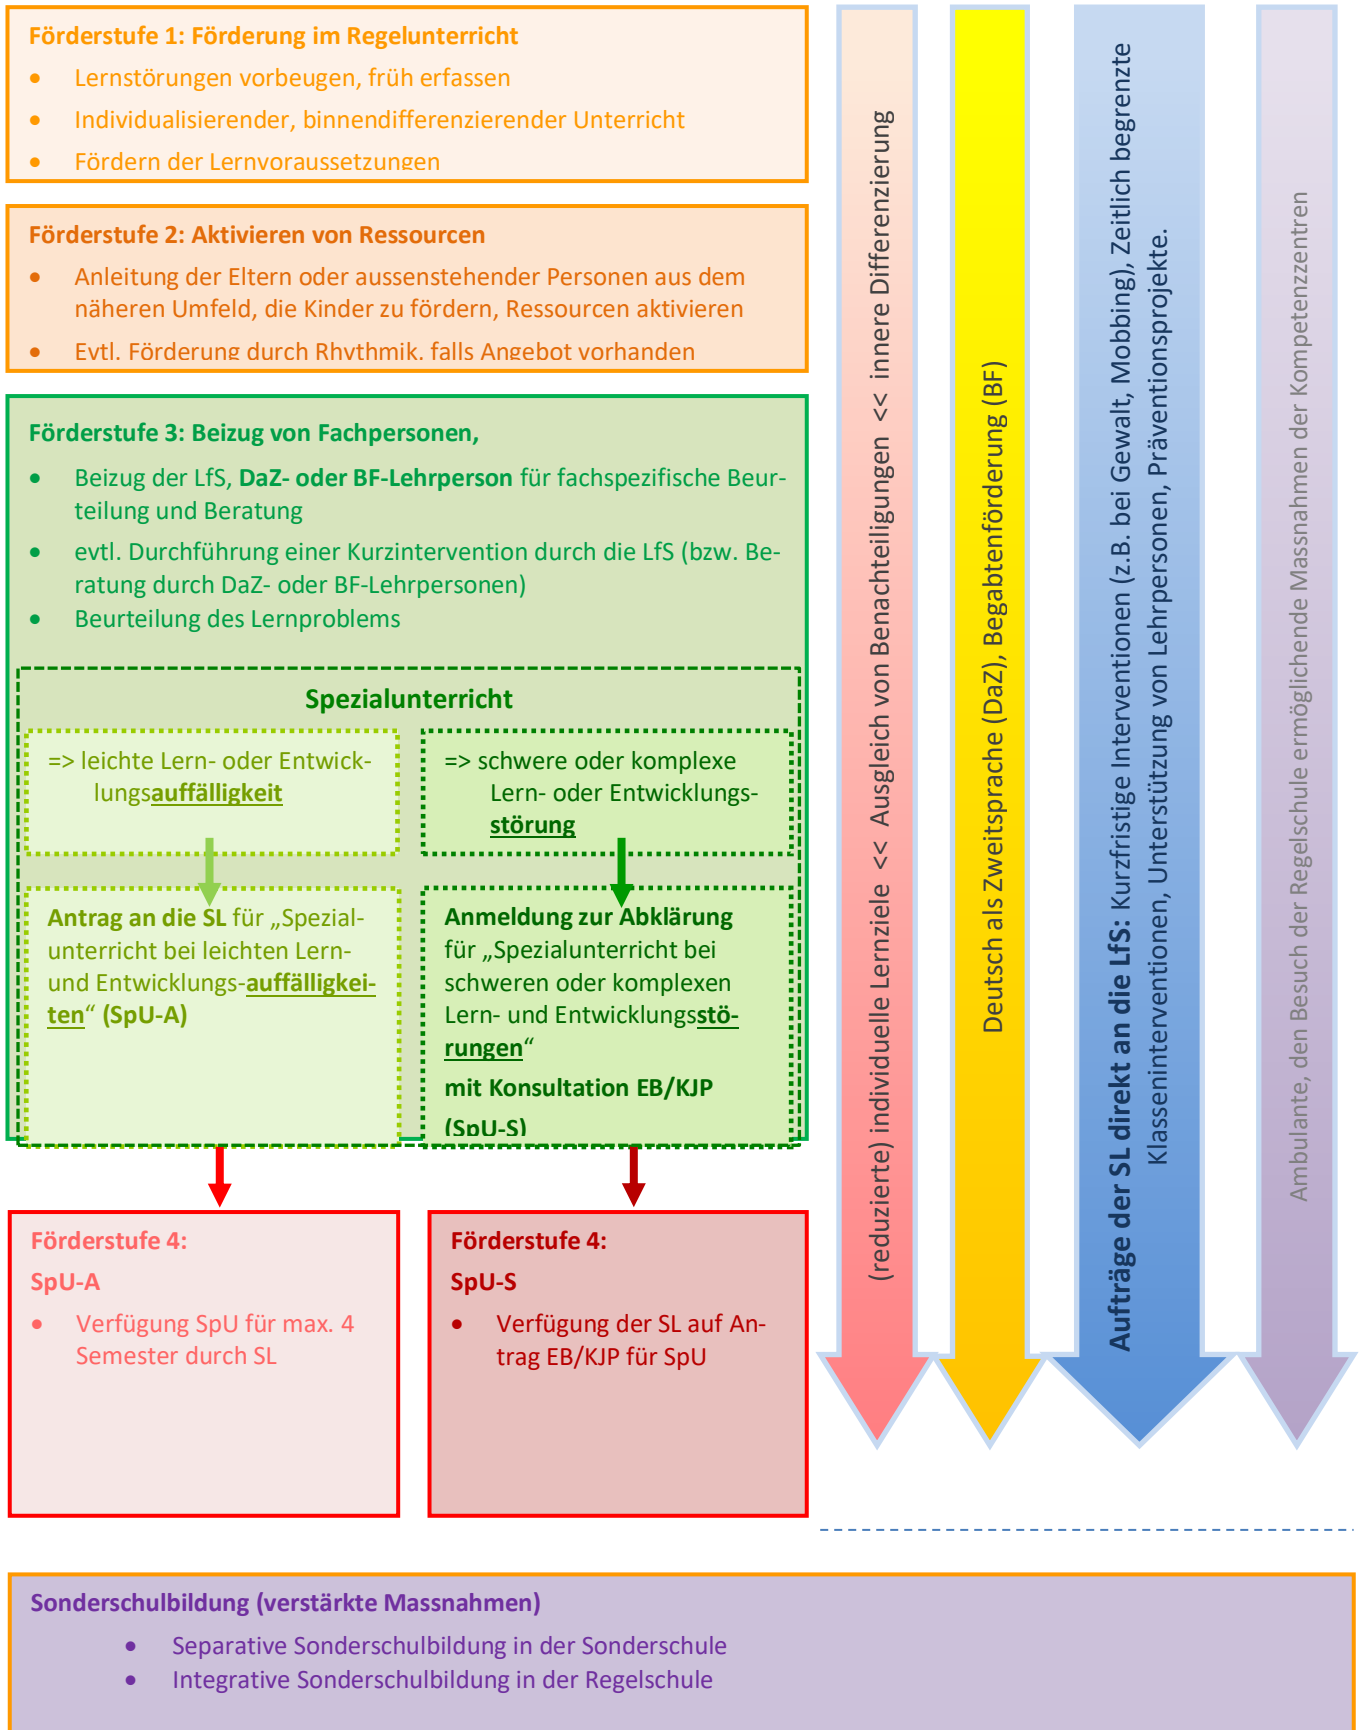 Förderstufe 1: Förderung im Regelunterricht
• Lernstörungen vorbeugen, früh erfassen
• Individualisierender, binnendifferenzierender Unterricht
• Fördern der Lernvoraussetzungen
Förderstufe 2: Aktivieren von Ressourcen
• Anleitung der Eltern oder aussenstehender Personen aus dem
näheren Umfeld, die Kinder zu fördern, Ressourcen aktivieren
• Evtl. Förderung durch Rhythmik, falls Angebot vorhanden
Förderstufe 3: Beizug von Fachpersonen,
• Beizug der LfS, DaZ- oder BF-Lehrperson für fachspezifische Beur-
teilung und Beratung
• evtl. Durchführung einer Kurzintervention durch die LfS (bzw. Be-
ratung durch DaZ- oder BF-Lehrpersonen)
• Beurteilung des Lernproblems
Spezialunterricht
=> leichte Lern- oder Entwick-
lungsauffälligkeit
=> schwere oder komplexe
Lern- oder Entwicklungs-
störung
Antrag an die SL für „Spezial-
unterricht bei leichten Lern-
und Entwicklungs-auffälligkei-
ten“ (SpU-A)
Anmeldung zur Abklärung
für „Spezialunterricht bei
schweren oder komplexen
Lern- und Entwicklungsstö-
rungen“
mit Konsultation EB/KJP
(SpU-S)
Förderstufe 4:
SpU-A
• Verfügung SpU für max. 4
Semester durch SL
Förderstufe 4:
SpU-S
• Verfügung der SL auf An-
trag EB/KJP für SpU
(reduzierte) individuelle Lernziele << Ausgleich von Benachteiligungen << innere Differenzierung
Deutsch als Zweitsprache (DaZ), Begabtenförderung (BF)
Aufträge der SL direkt an die LfS: Kurzfristige Interventionen (z.B. bei Gewalt, Mobbing), Zeitlich begrenzte
Klasseninterventionen, Unterstützung von Lehrpersonen, Präventionsprojekte.
Ambulante, den Besuch der Regelschule ermöglichende Massnahmen der Kompetenzzentren
Sonderschulbildung (verstärkte Massnahmen)
• Separative Sonderschulbildung in der Sonderschule
• Integrative Sonderschulbildung in der Regelschule